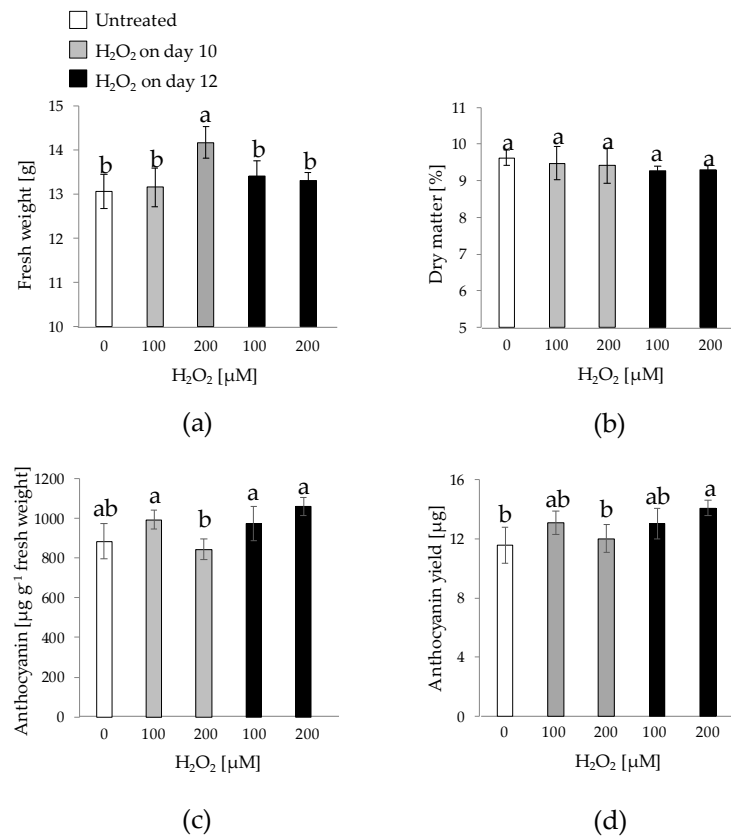 Untreated
H₂O₂ on day 10
H₂O₂ on day 12
Fresh weight [g]
15
14
13
12
11
10
b b a b b
0 100 200 100 200
H₂O₂ [µM]
(a)
Dry matter [%]
11
10
9
8
7
6
5
a a a a a
0 100 200 100 200
H₂O₂ [µM]
(b)
Anthocyanin [µg g⁻¹ fresh weight]
1200
1000
800
600
400
200
0
ab a b a a
0 100 200 100 200
H₂O₂ [µM]
(c)
Anthocyanin yield [µg]
16
12
8
4
0
b ab b ab a
0 100 200 100 200
H₂O₂ [µM]
(d)